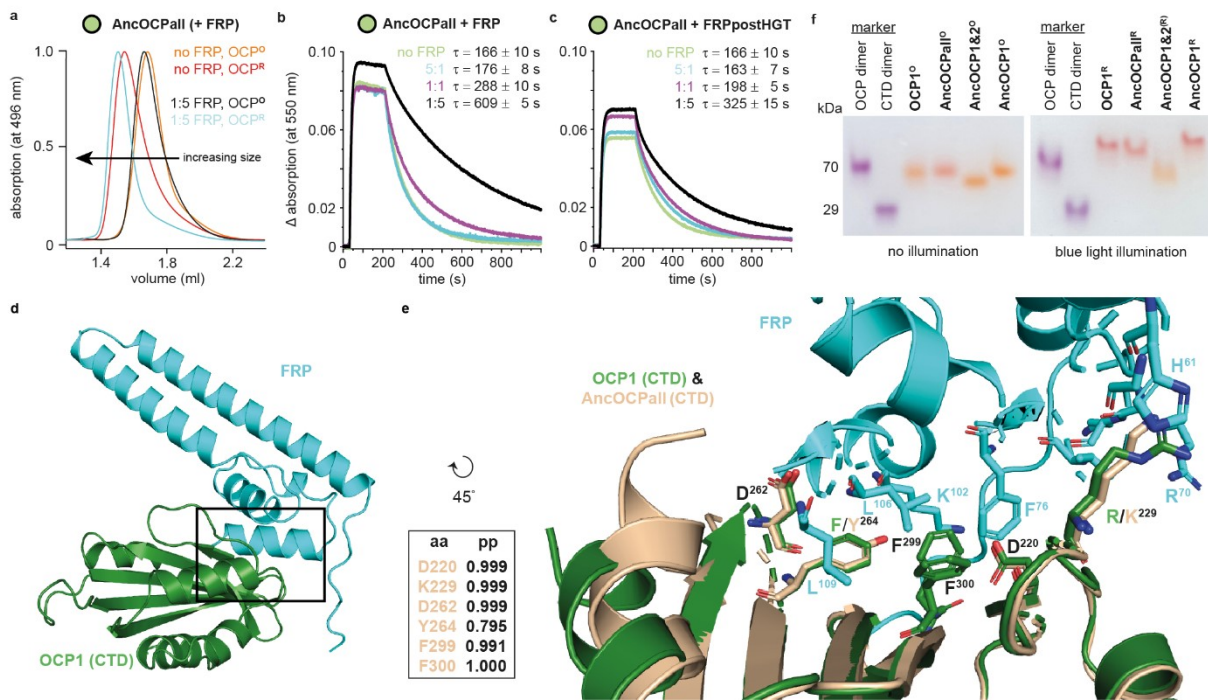 a AncOCPall (+ FRP)
no FRP, OCPᴼ
no FRP, OCPᴿ
1:5 FRP, OCPᴼ
1:5 FRP, OCPᴿ
increasing size
1.0
0.5
0
absorption (at 496 nm)
1.4 1.8 2.2
volume (ml)
b AncOCPall + FRP
no FRP τ = 166 ± 10 s
5:1 τ = 176 ± 8 s
1:1 τ = 288 ± 10 s
1:5 τ = 609 ± 5 s
0.10
0.06
0.02
0
Δ absorption (at 550 nm)
0 200 400 600 800
time (s)
c AncOCPall + FRPpostHGT
no FRP τ = 166 ± 10 s
5:1 τ = 163 ± 7 s
1:1 τ = 198 ± 5 s
1:5 τ = 325 ± 15 s
0.10
0.06
0.02
0
0 200 400 600 800
time (s)
f
marker
OCP dimer
CTD dimer
OCP1ᴼ
AncOCPallᴼ
AncOCP1&2ᴼ
AncOCP1ᴼ
marker
OCP dimer
CTD dimer
OCP1ᴿ
AncOCPallᴿ
AncOCP1&2⁽ᴿ⁾
AncOCP1ᴿ
kDa
70
29
no illumination
blue light illumination
d
FRP
OCP1 (CTD)
45°
aa pp
D220 0.999
K229 0.999
D262 0.999
Y264 0.795
F299 0.991
F300 1.000
e
FRP
OCP1 (CTD) &
AncOCPall (CTD)
H⁶¹
D²⁶²
L¹⁰⁶
K¹⁰²
R⁷⁰
F/Y²⁶⁴
F⁷⁶
R/K²²⁹
F²⁹⁹
D²²⁰
L¹⁰⁹
F³⁰⁰